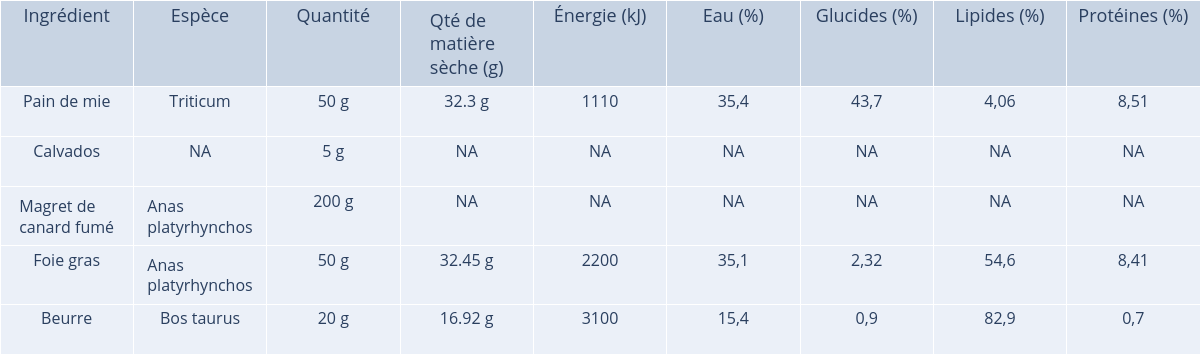 Ingrédient Espèce Quantité Qté de matière sèche (g) Énergie (kJ) Eau (%) Glucides (%) Lipides (%) Protéines (%)
Pain de mie Triticum 50 g 32.3 g 1110 35,4 43,7 4,06 8,51
Calvados NA 5 g NA NA NA NA NA NA
Magret de canard fumé Anas platyrhynchos 200 g NA NA NA NA NA NA
Foie gras Anas platyrhynchos 50 g 32.45 g 2200 35,1 2,32 54,6 8,41
Beurre Bos taurus 20 g 16.92 g 3100 15,4 0,9 82,9 0,7